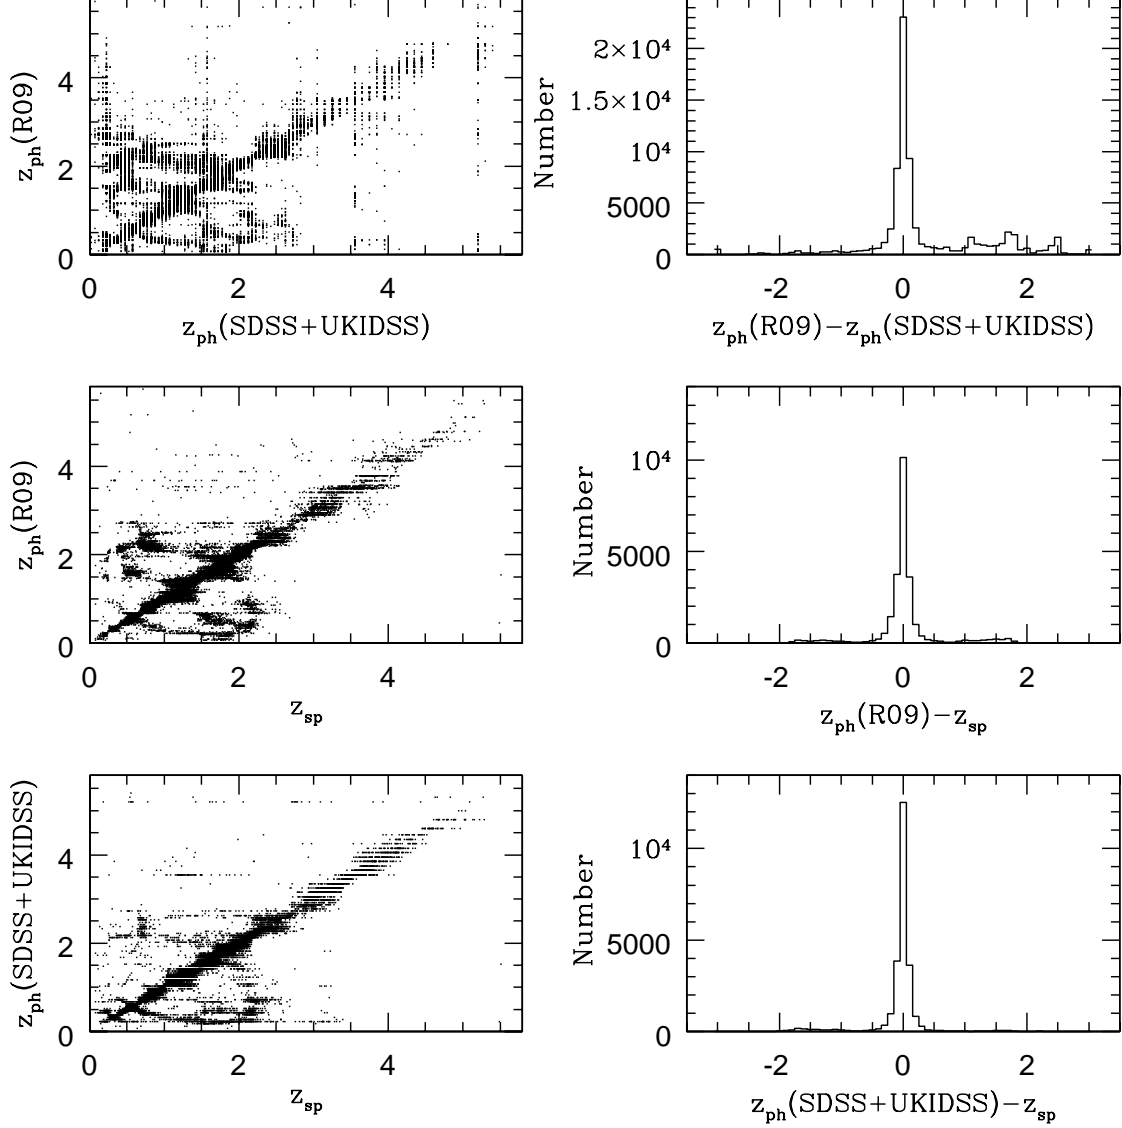 z_ph(R09)
4
2
0
0 2 4
z_ph(SDSS+UKIDSS)
Number
2×10⁴
1.5×10⁴
10⁴
5000
0
-2 0 2
z_ph(R09)−z_ph(SDSS+UKIDSS)
z_ph(R09)
4
2
0
0 2 4
z_sp
Number
10⁴
5000
0
-2 0 2
z_ph(R09)−z_sp
z_ph(SDSS+UKIDSS)
4
2
0
0 2 4
z_sp
Number
10⁴
5000
0
-2 0 2
z_ph(SDSS+UKIDSS)−z_sp